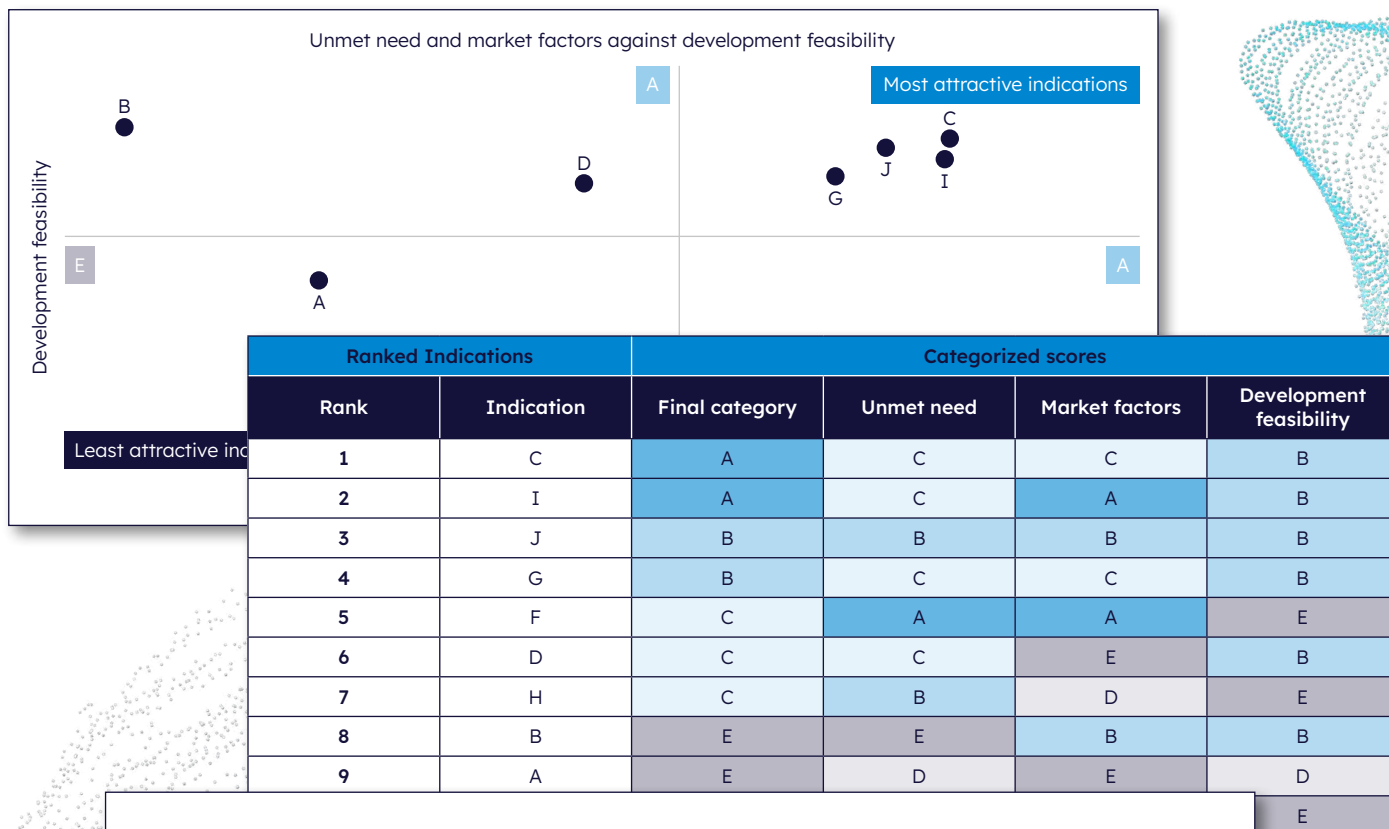 Unmet need and market factors against development feasibility
A
Most attractive indications
B
C
D
J
I
G
Development feasibility
E
A
A
Least attractive
Ranked Indications Categorized scores
Rank Indication Final category Unmet need Market factors Development feasibility
1 C A C C B
2 I A C A B
3 J B B B B
4 G B C C B
5 F C A A E
6 D C C E B
7 H C B D E
8 B E E B B
9 A E D E D
E